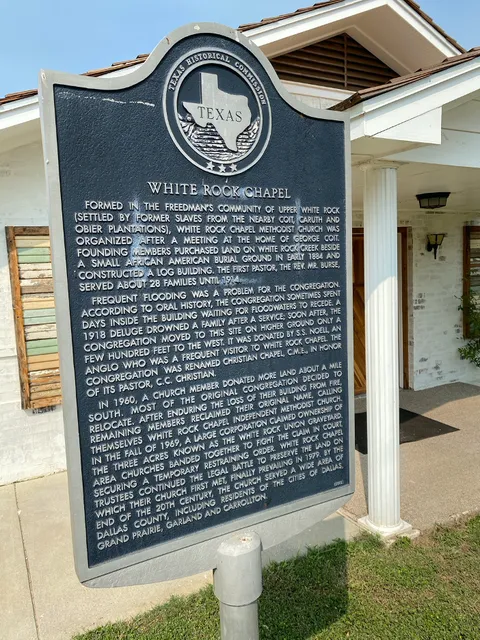 TEXAS HISTORICAL COMMISSION
TEXAS
WHITE ROCK CHAPEL
FORMED IN THE FREEDMAN'S COMMUNITY OF UPPER WHITE ROCK
(SETTLED BY FORMER SLAVES FROM THE NEARBY COIT, CARUTH AND
OBIER PLANTATIONS), WHITE ROCK CHAPEL METHODIST CHURCH WAS
ORGANIZED AFTER A MEETING AT THE HOME OF GEORGE COIT.
FOUNDING MEMBERS PURCHASED LAND ON WHITE ROCK CREEK BESIDE
A SMALL AFRICAN AMERICAN BURIAL GROUND IN EARLY 1884 AND
CONSTRUCTED A LOG BUILDING. THE FIRST PASTOR, THE REV. MR. BURSE,
SERVED ABOUT 28 FAMILIES UNTIL 1914.
FREQUENT FLOODING WAS A PROBLEM FOR THE CONGREGATION.
ACCORDING TO ORAL HISTORY, THE CONGREGATION SOMETIMES SPENT
DAYS INSIDE THE BUILDING WAITING FOR FLOODWATERS TO RECEDE. A
1918 DELUGE DROWNED A FAMILY AFTER A SERVICE; SOON AFTER, THE
CONGREGATION MOVED TO THIS SITE ON HIGHER GROUND ONLY A
FEW HUNDRED FEET TO THE WEST. IT WAS DONATED BY S.S. NOELL, AN
ANGLO WHO WAS A FREQUENT VISITOR TO WHITE ROCK CHAPEL. THE
CONGREGATION WAS RENAMED CHRISTIAN CHAPEL, C.M.E., IN HONOR
OF ITS PASTOR, C.C. CHRISTIAN.
IN 1960, A CHURCH MEMBER DONATED MORE LAND ABOUT A MILE
SOUTH. MOST OF THE ORIGINAL CONGREGATION DECIDED TO
RELOCATE. AFTER ENDURING THE LOSS OF THEIR BUILDING FROM FIRE,
REMAINING MEMBERS RECLAIMED THEIR ORIGINAL NAME, CALLING
THEMSELVES WHITE ROCK CHAPEL INDEPENDENT METHODIST CHURCH.
IN THE FALL OF 1969, A LARGE CORPORATION CLAIMED OWNERSHIP OF
THE THREE ACRES KNOWN AS THE WHITE ROCK UNION GRAVEYARD.
AREA CHURCHES BANDED TOGETHER TO FIGHT THE CLAIM IN COURT,
SECURING A TEMPORARY RESTRAINING ORDER. WHITE ROCK CHAPEL
TRUSTEES CONTINUED THE LEGAL BATTLE TO PRESERVE THE LAND ON
WHICH THEIR CHURCH FIRST MET, FINALLY PREVAILING IN 1979. BY THE
END OF THE 20TH CENTURY, THE CHURCH SERVED A WIDE AREA OF
DALLAS COUNTY, INCLUDING RESIDENTS OF THE CITIES OF DALLAS,
GRAND PRAIRIE, GARLAND AND CARROLLTON.